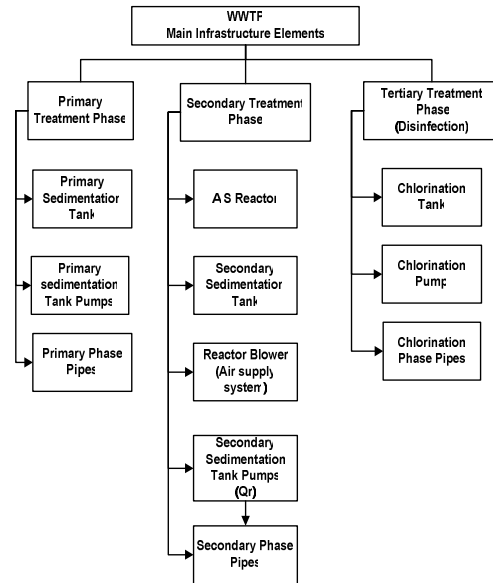 WWTP
Main Infrastructure Elements
Primary
Treatment Phase
Secondary Treatment
Phase
Tertiary Treatment
Phase
(Disinfection)
Primary
Sedimentation
Tank
Primary
sedimentation
Tank Pumps
Primary Phase
Pipes
AS Reactor
Secondary
Sedimentation
Tank
Reactor Blower
(Air supply
system)
Secondary
Sedimentation
Tank Pumps
(Qr)
Secondary Phase
Pipes
Chlorination
Tank
Chlorination
Pump
Chlorination
Phase Pipes